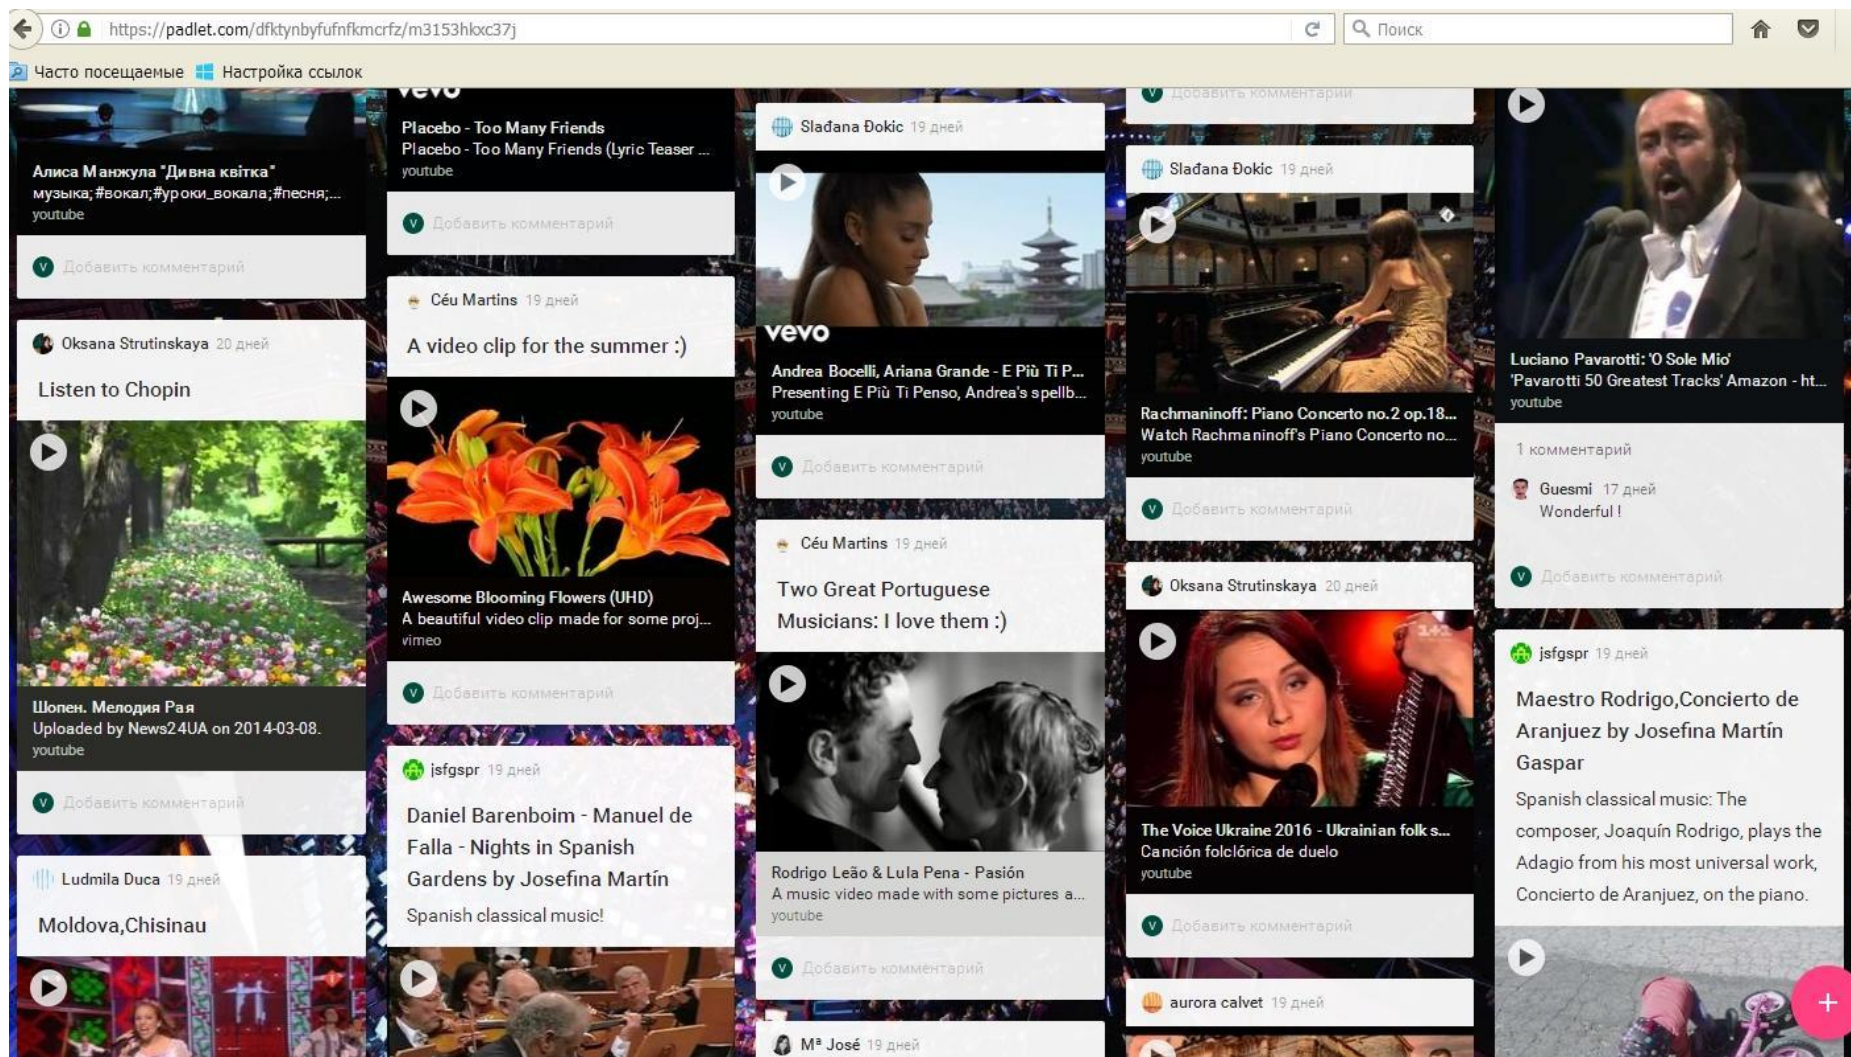 https://padlet.com/dfktynbyfufnfkmcrfz/m3153hkxc37j
Поиск
Часто посещаемые
Настройка ссылок
Алиса Манжула "Дивна квітка"
музыка;#вокал;#уроки_вокала;#песня;...
youtube
V Добавить комментарий
Oksana Strutinskaya 20 дней
Listen to Chopin
Шопен. Мелодия Рая
Uploaded by News24UA on 2014-03-08.
youtube
V Добавить комментарий
Ludmila Duca 19 дней
Moldova,Chisinau
vevo
Placebo - Too Many Friends
Placebo - Too Many Friends (Lyric Teaser ...
youtube
V Добавить комментарий
Céu Martins 19 дней
A video clip for the summer :)
Awesome Blooming Flowers (UHD)
A beautiful video clip made for some proj...
vimeo
V Добавить комментарий
jsfgspr 19 дней
Daniel Barenboim - Manuel de
Falla - Nights in Spanish
Gardens by Josefina Martín
Spanish classical music!
Slađana Đokic 19 дней
vevo
Andrea Bocelli, Ariana Grande - E Più Ti P...
Presenting E Più Ti Penso, Andrea's spellb...
youtube
V Добавить комментарий
Céu Martins 19 дней
Two Great Portuguese
Musicians: I love them :)
Rodrigo Leão & Lula Pena - Pasión
A music video made with some pictures a...
youtube
V Добавить комментарий
Mª José 19 дней
V Добавить комментарий
Slađana Đokic 19 дней
Rachmaninoff: Piano Concerto no.2 op.18...
Watch Rachmaninoff's Piano Concerto no...
youtube
V Добавить комментарий
Oksana Strutinskaya 20 дней
1+1
The Voice Ukraine 2016 - Ukrainian folk s...
Canción folclórica de duelo
youtube
V Добавить комментарий
aurora calvet 19 дней
Luciano Pavarotti: 'O Sole Mio'
'Pavarotti 50 Greatest Tracks' Amazon - ht...
youtube
1 комментарий
Guesmi 17 дней
Wonderful !
V Добавить комментарий
jsfgspr 19 дней
Maestro Rodrigo,Concierto de
Aranjuez by Josefina Martín
Gaspar
Spanish classical music: The
composer, Joaquín Rodrigo, plays the
Adagio from his most universal work,
Concierto de Aranjuez, on the piano.